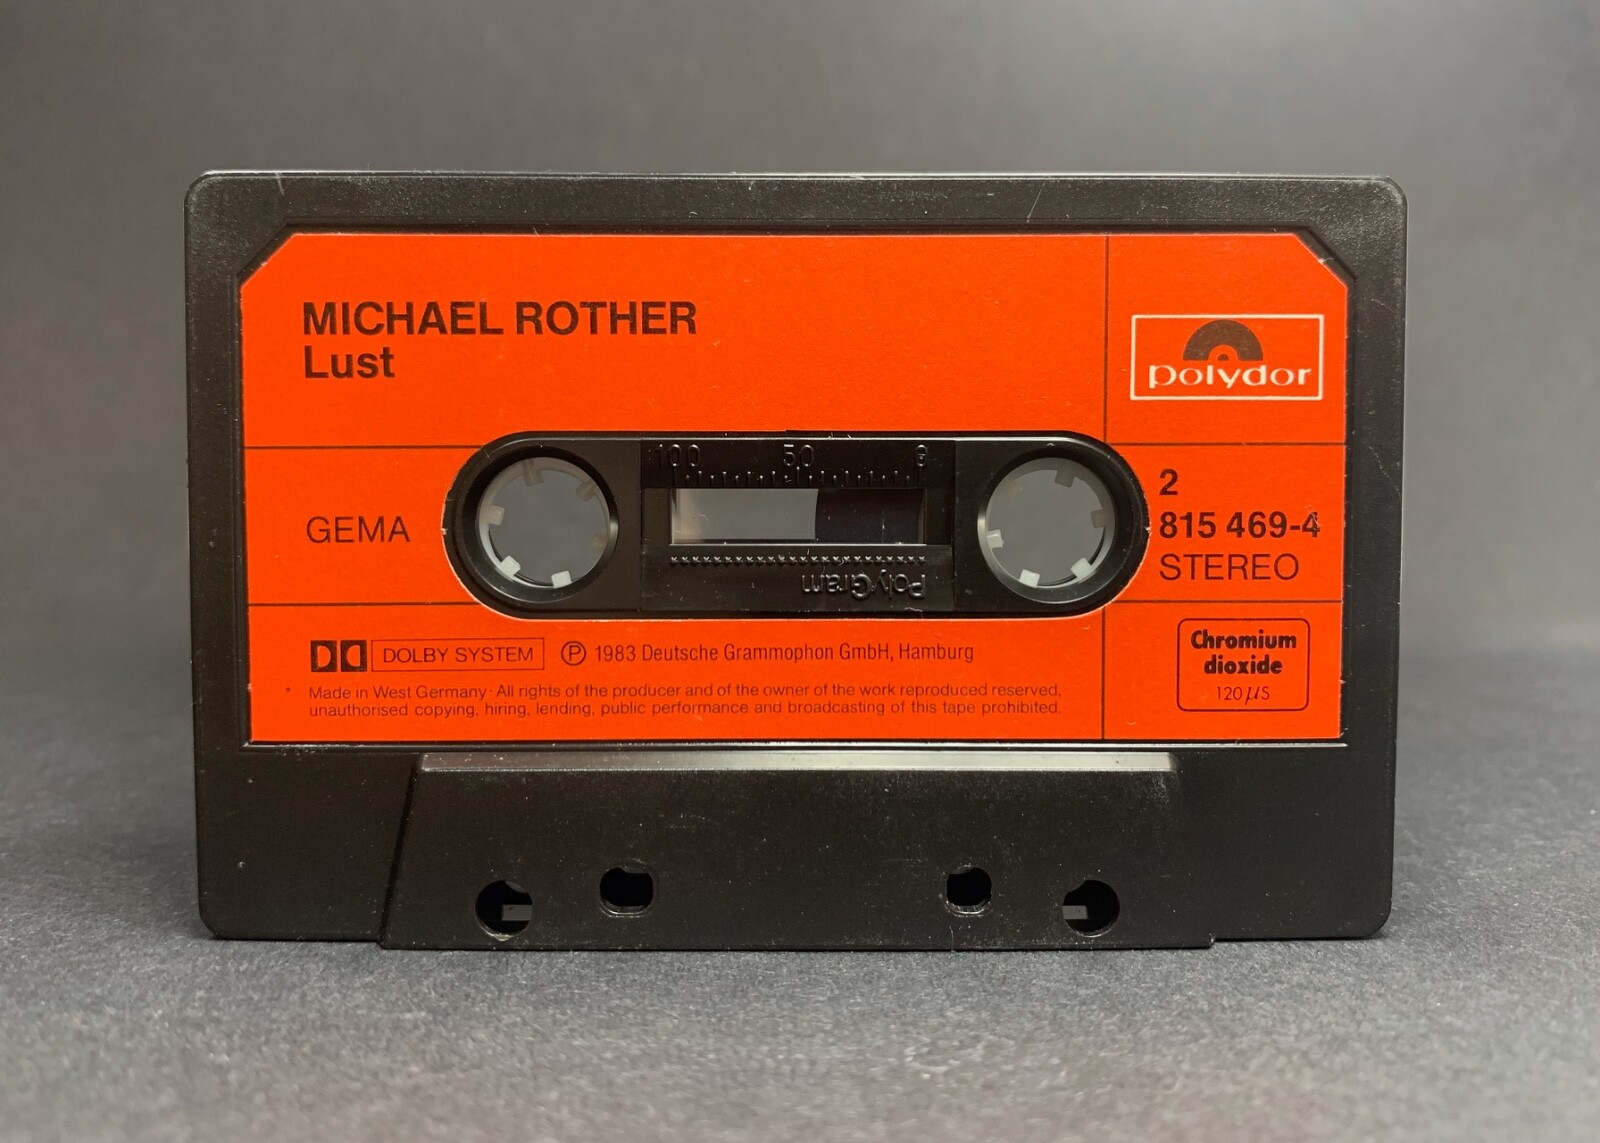 MICHAEL ROTHER
Lust
polydor
100 50 0
GEMA
2
815 469-4
STEREO
PolyGram
DOLBY SYSTEM
Ⓟ 1983 Deutsche Grammophon GmbH, Hamburg
Made in West Germany · All rights of the producer and of the owner of the work reproduced reserved,
unauthorised copying, hiring, lending, public performance and broadcasting of this tape prohibited.
Chromium
dioxide
120 µS